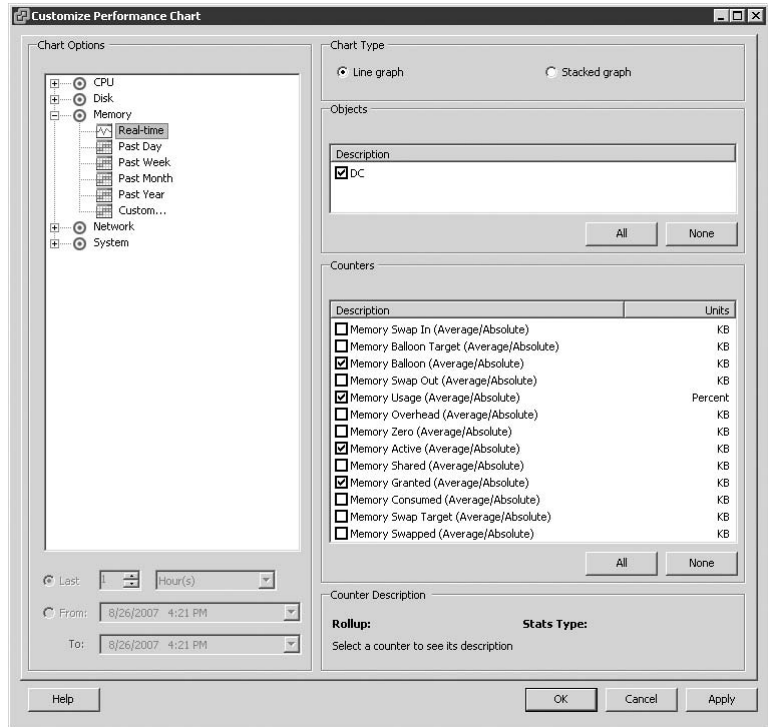 Customize Performance Chart
Chart Options
CPU
Disk
Memory
Real-time
Past Day
Past Week
Past Month
Past Year
Custom...
Network
System
Last 1 Hour(s)
From: 8/26/2007 4:21 PM
To: 8/26/2007 4:21 PM
Chart Type
Line graph Stacked graph
Objects
Description
DC
All None
Counters
Description Units
Memory Swap In (Average/Absolute) KB
Memory Balloon Target (Average/Absolute) KB
Memory Balloon (Average/Absolute) KB
Memory Swap Out (Average/Absolute) KB
Memory Usage (Average/Absolute) Percent
Memory Overhead (Average/Absolute) KB
Memory Zero (Average/Absolute) KB
Memory Active (Average/Absolute) KB
Memory Shared (Average/Absolute) KB
Memory Granted (Average/Absolute) KB
Memory Consumed (Average/Absolute) KB
Memory Swap Target (Average/Absolute) KB
Memory Swapped (Average/Absolute) KB
All None
Counter Description
Rollup: Stats Type:
Select a counter to see its description
Help OK Cancel Apply